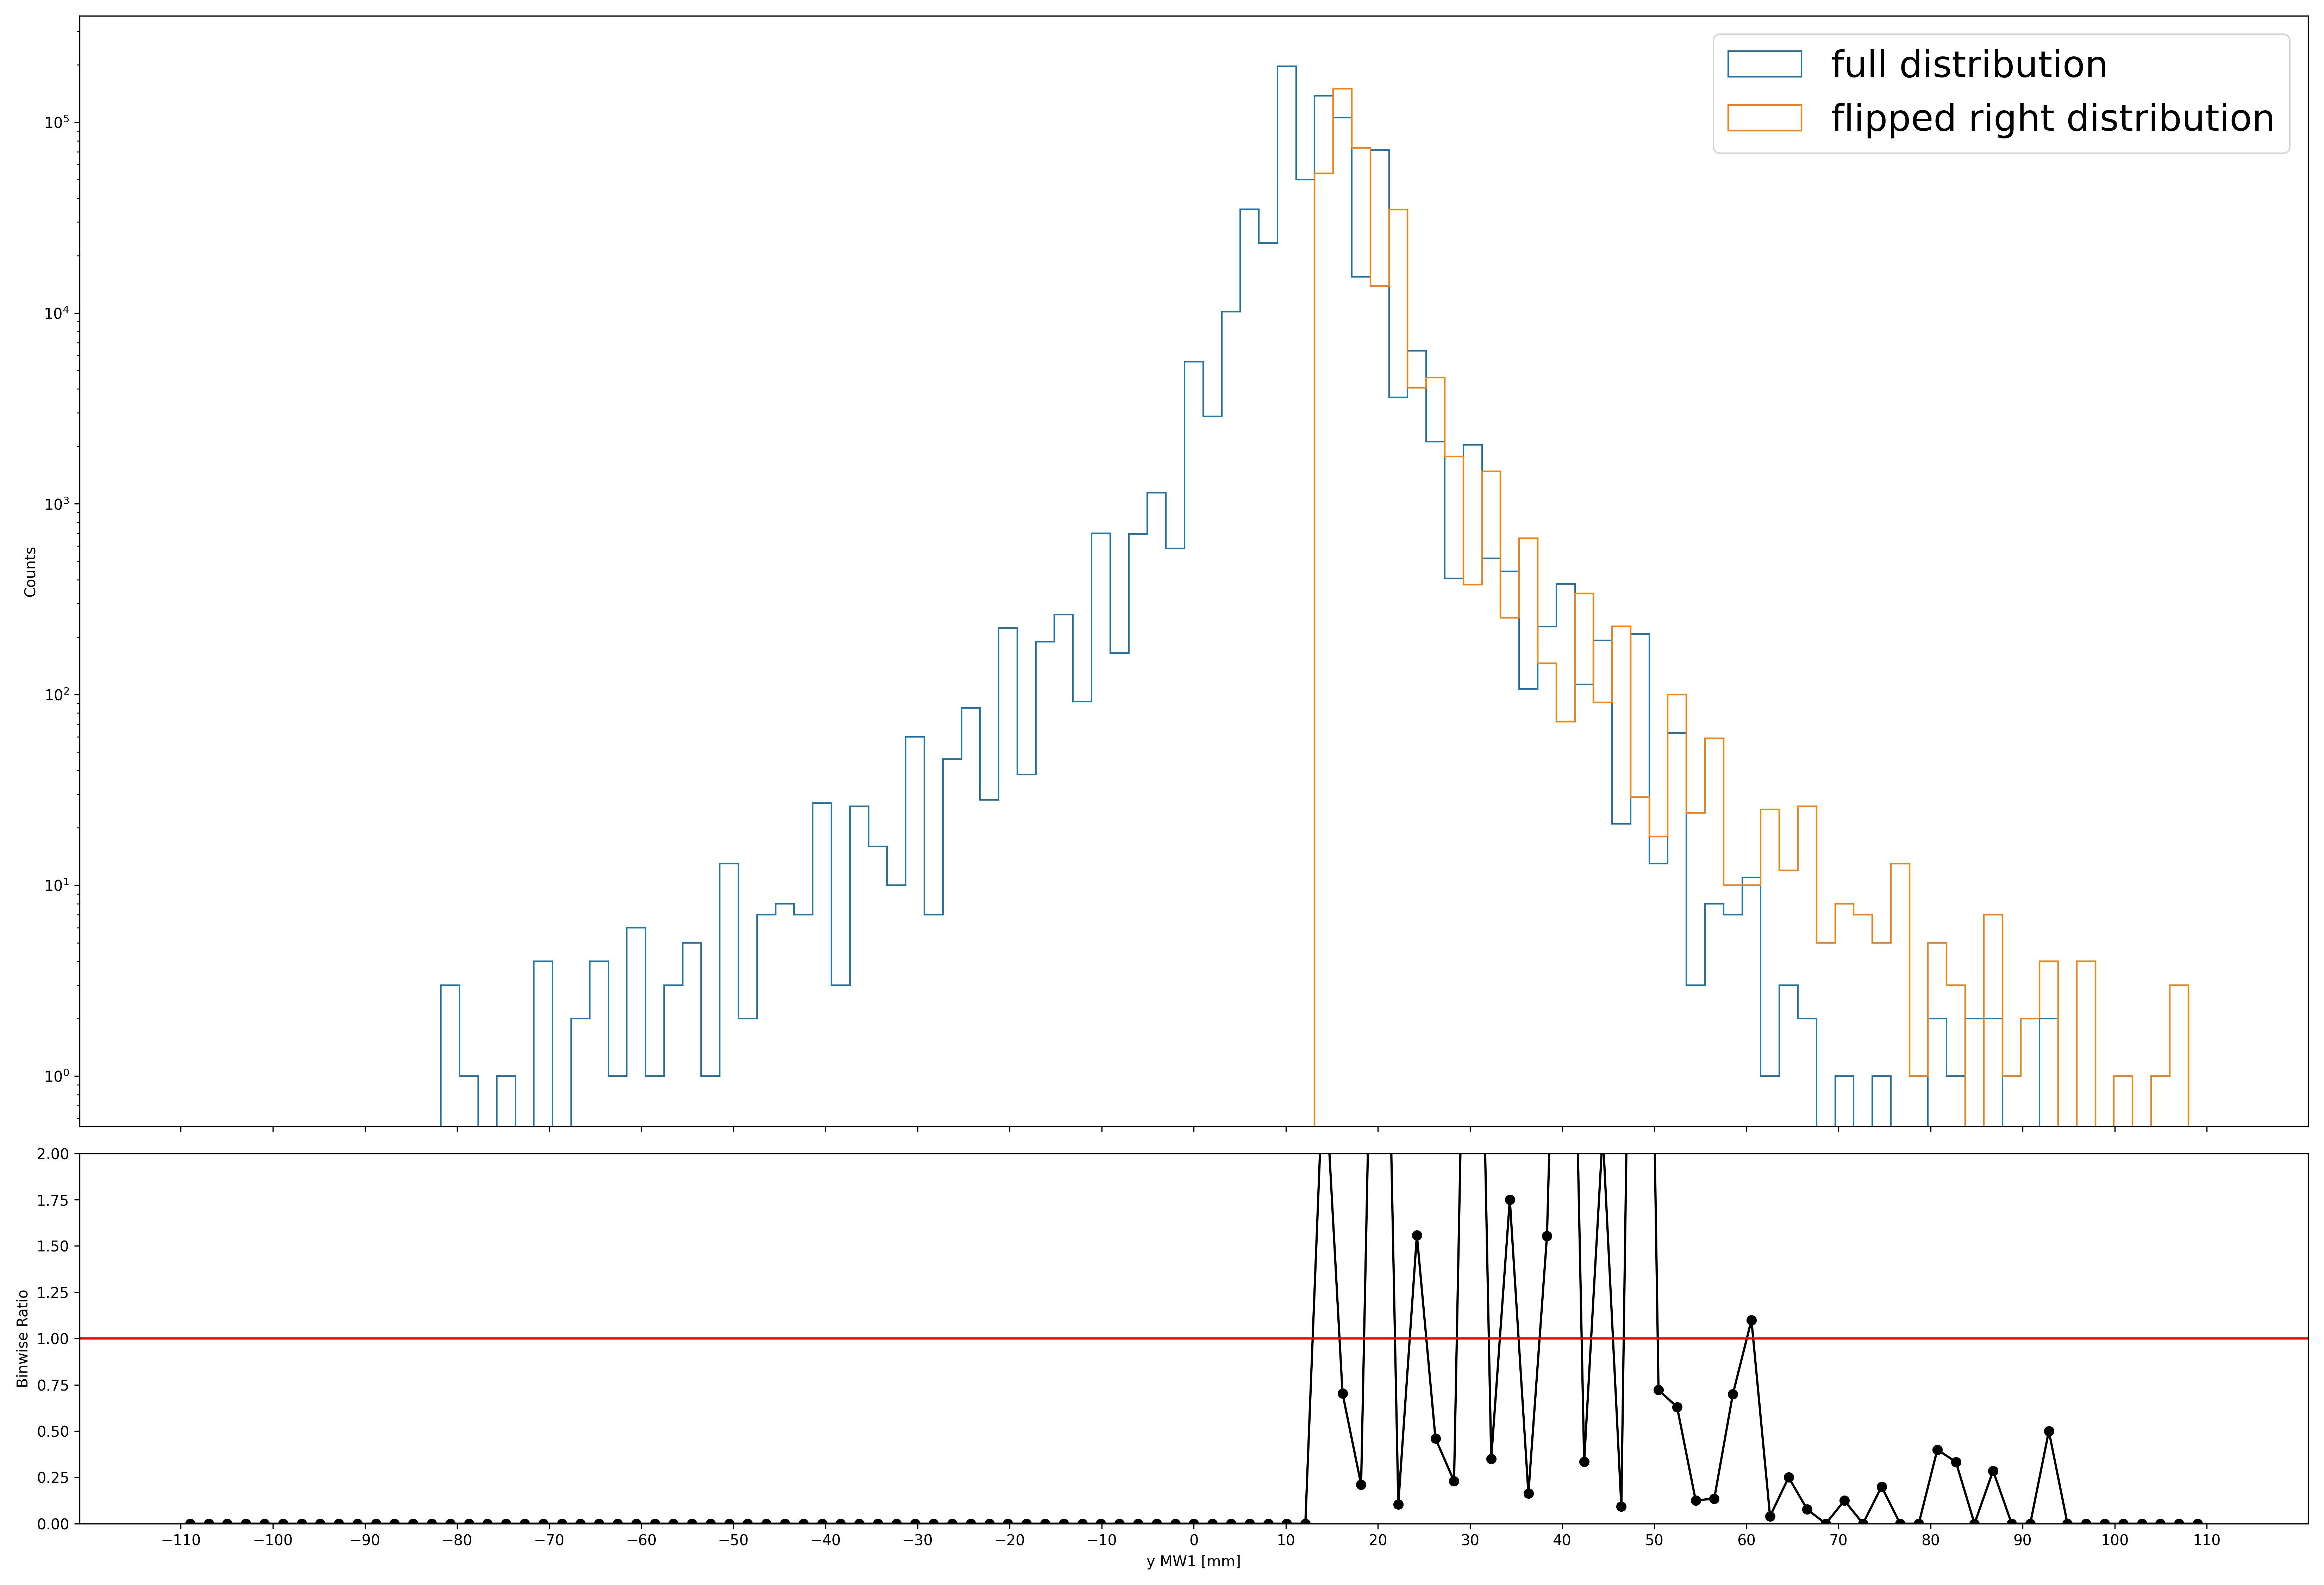 full distribution
flipped right distribution
10⁵
10⁴
10³
10²
10¹
10⁰
Counts
2.00
1.75
1.50
1.25
1.00
0.75
0.50
0.25
0.00
Binwise Ratio
−110 −100 −90 −80 −70 −60 −50 −40 −30 −20 −10 0 10 20 30 40 50 60 70 80 90 100 110
y MW1 [mm]